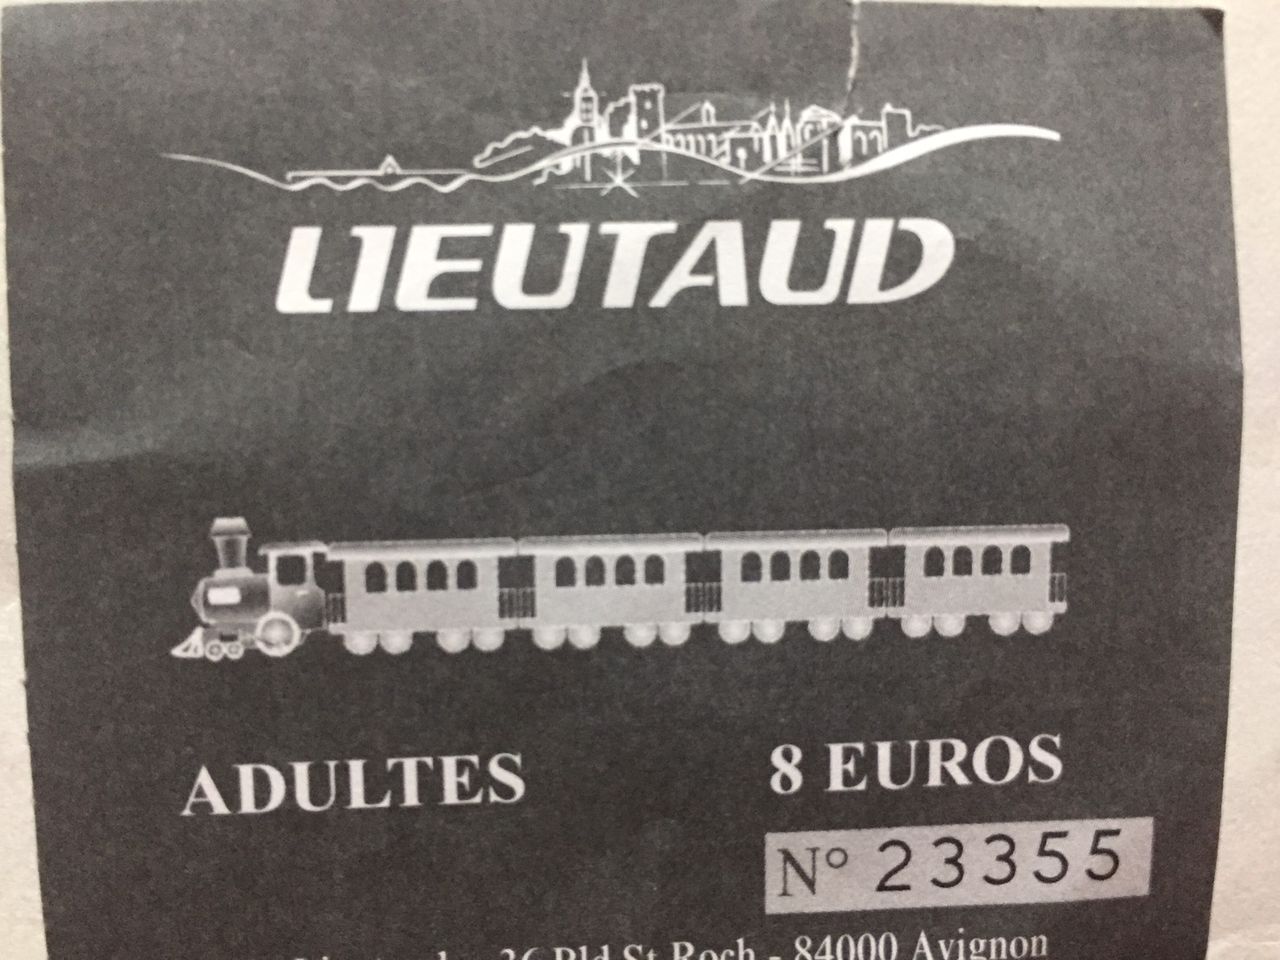 LIEUTAUD
ADULTES 8 EUROS
N° 23355
36 Bld St Roch - 84000 Avignon